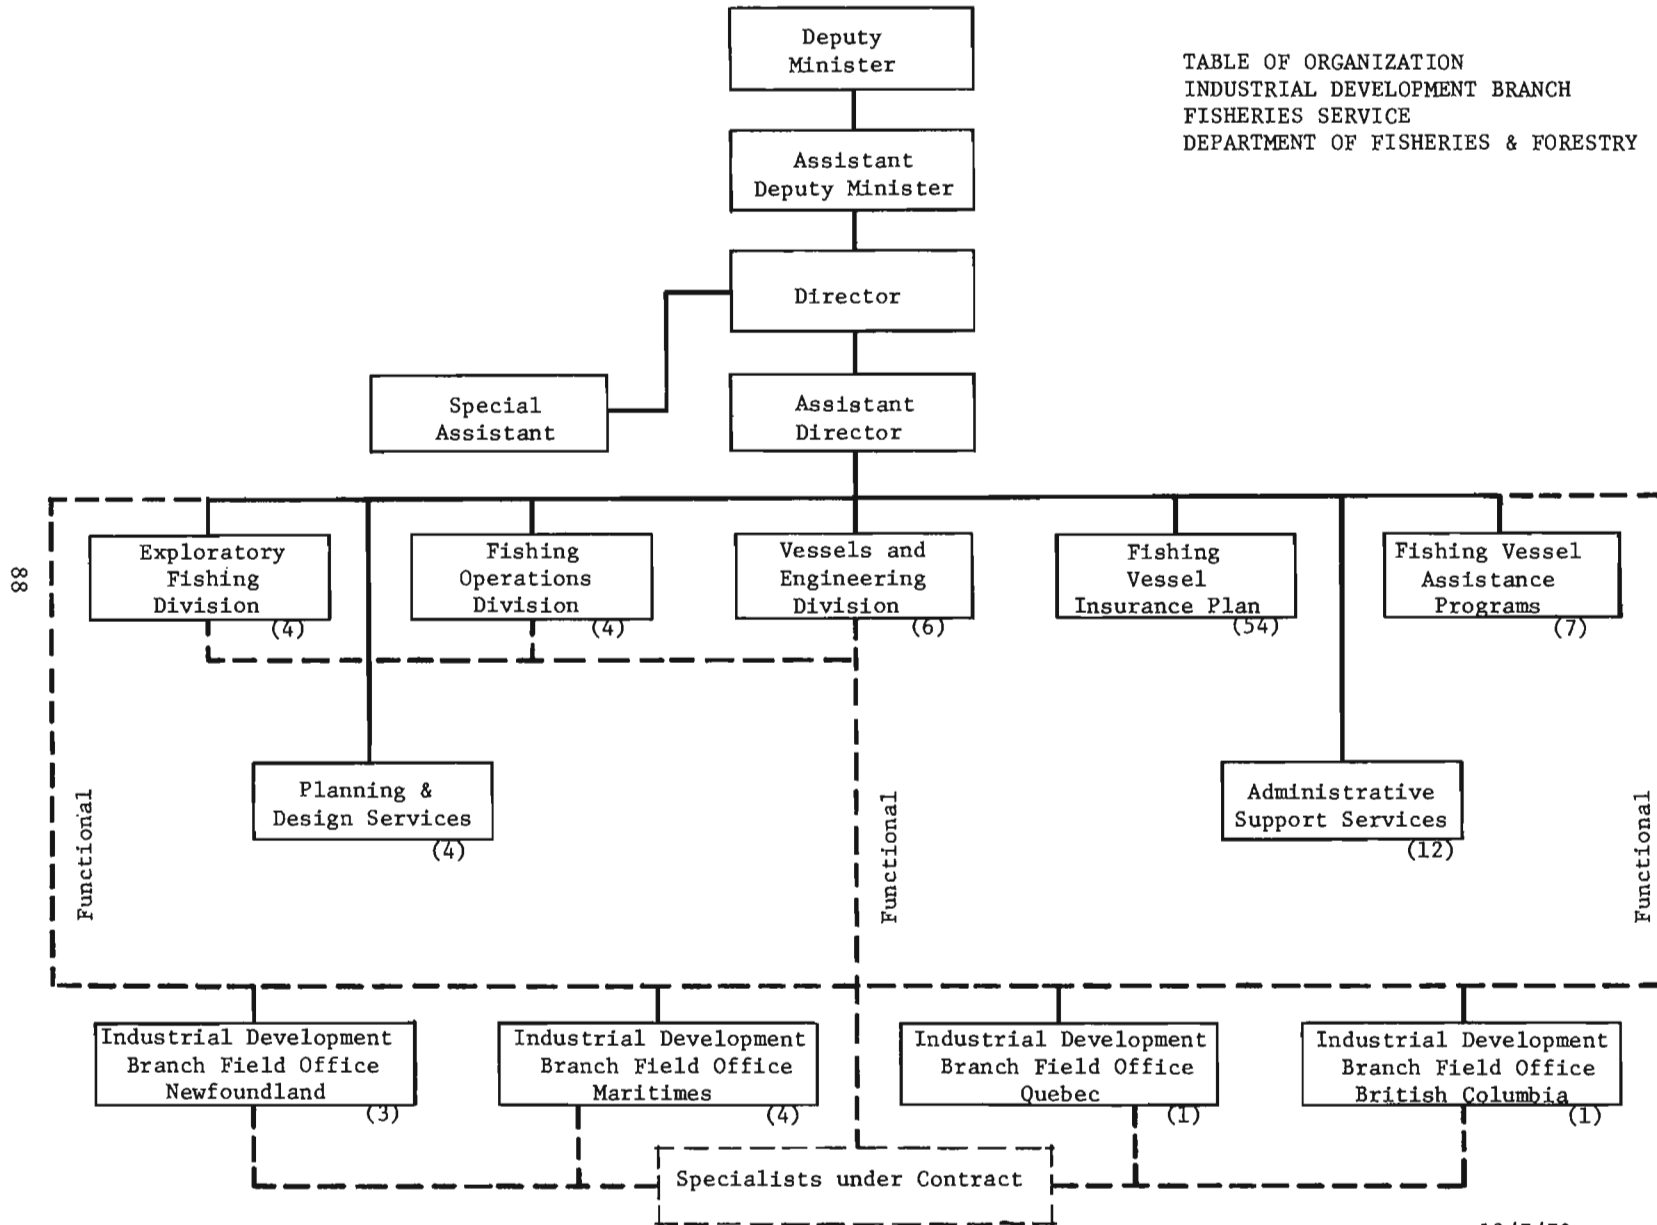 Deputy
Minister
TABLE OF ORGANIZATION
INDUSTRIAL DEVELOPMENT BRANCH
FISHERIES SERVICE
DEPARTMENT OF FISHERIES & FORESTRY
Assistant
Deputy Minister
Director
Special
Assistant
Assistant
Director
Exploratory
Fishing
Division
(4)
Fishing
Operations
Division
(4)
Vessels and
Engineering
Division
(6)
Fishing
Vessel
Insurance Plan
(54)
Fishing Vessel
Assistance
Programs
(7)
88
Planning &
Design Services
(4)
Administrative
Support Services
(12)
Functional
Functional
Functional
Industrial Development
Branch Field Office
Newfoundland
(3)
Industrial Development
Branch Field Office
Maritimes
(4)
Industrial Development
Branch Field Office
Quebec
(1)
Industrial Development
Branch Field Office
British Columbia
(1)
Specialists under Contract